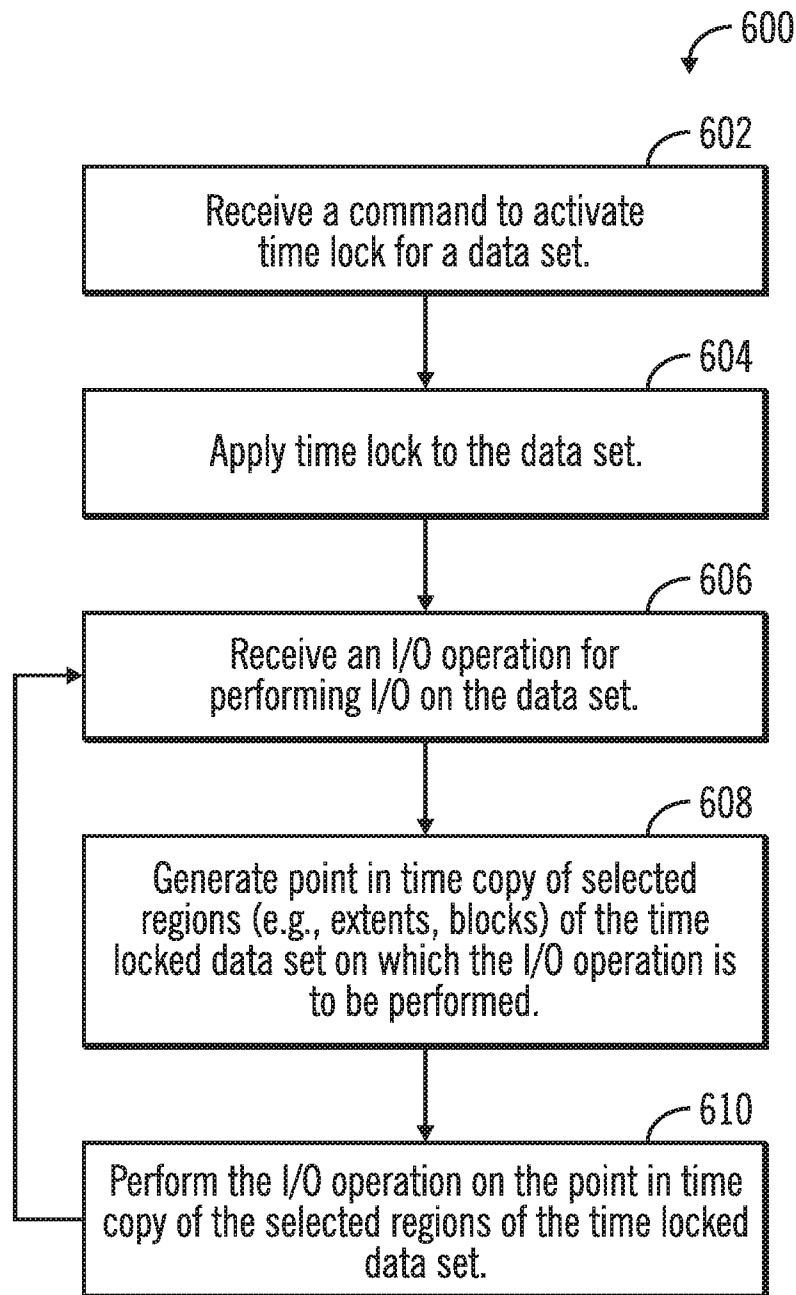 600
602
Receive a command to activate
time lock for a data set.
604
Apply time lock to the data set.
606
Receive an I/O operation for
performing I/O on the data set.
608
Generate point in time copy of selected
regions (e.g., extents, blocks) of the time
locked data set on which the I/O operation is
to be performed.
610
Perform the I/O operation on the point in time
copy of the selected regions of the time locked
data set.